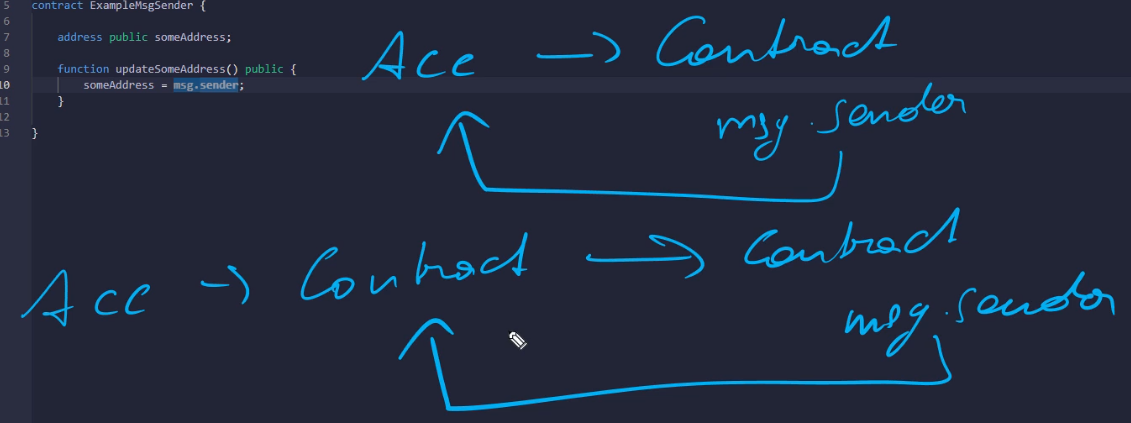 5 contract ExampleMsgSender {
6
7 address public someAddress;
8
9 function updateSomeAddress() public {
10 someAddress = msg.sender;
11 }
12
13 }
Acc → Contract
msg.sender
Acc → Contract → Contract
msg.sender